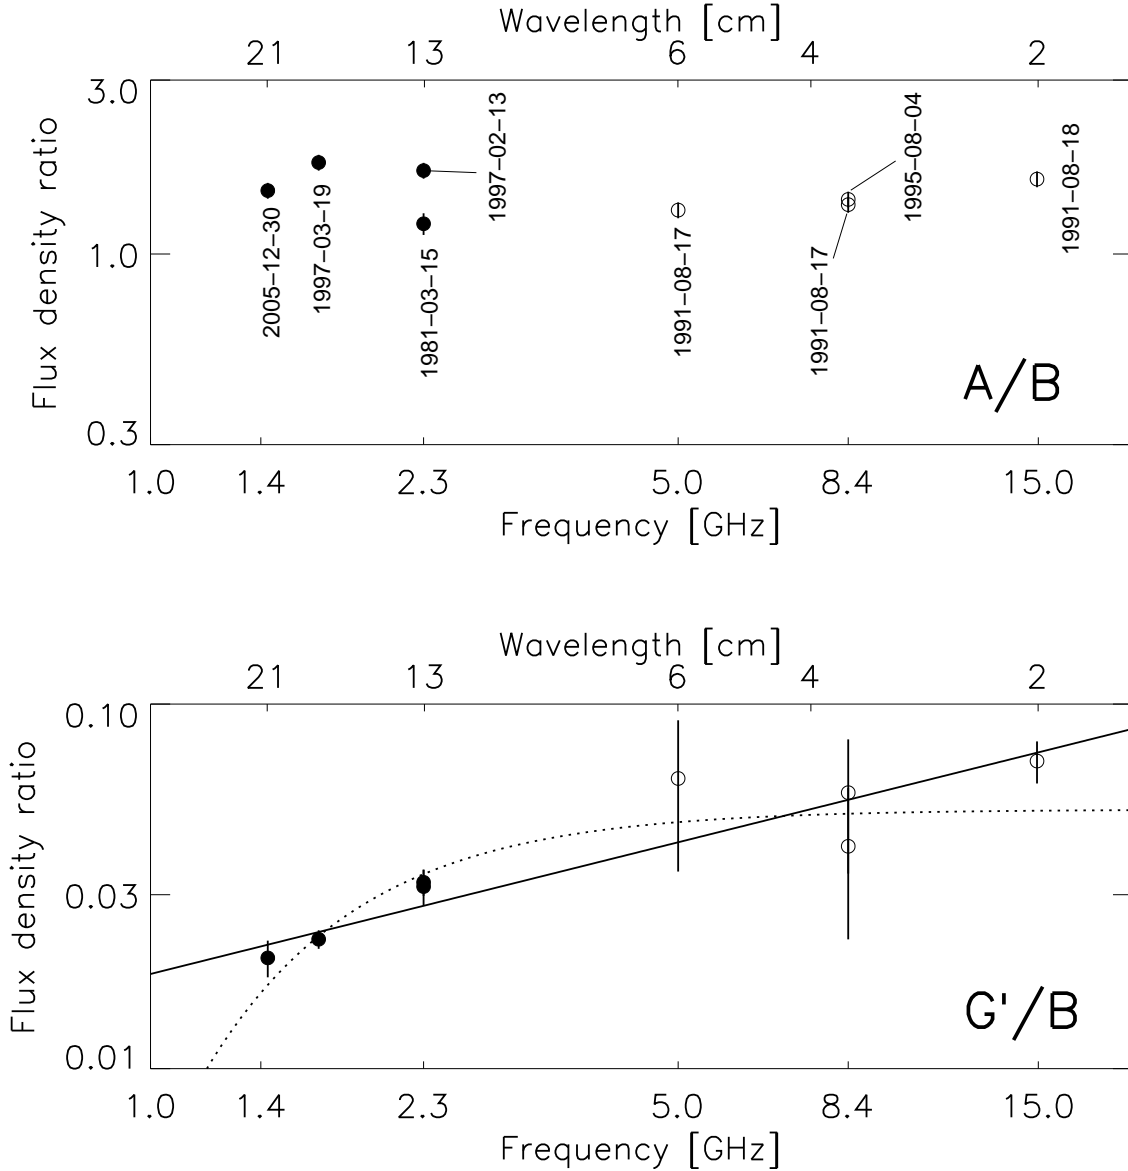 Wavelength [cm]
21 13 6 4 2
3.0
1.0
0.3
Flux density ratio
2005−12−30
1997−03−19
1997−02−13
1981−03−15
1991−08−17
1991−08−17
1995−08−04
1991−08−18
A/B
1.0 1.4 2.3 5.0 8.4 15.0
Frequency [GHz]
Wavelength [cm]
21 13 6 4 2
0.10
0.03
0.01
Flux density ratio
G'/B
1.0 1.4 2.3 5.0 8.4 15.0
Frequency [GHz]